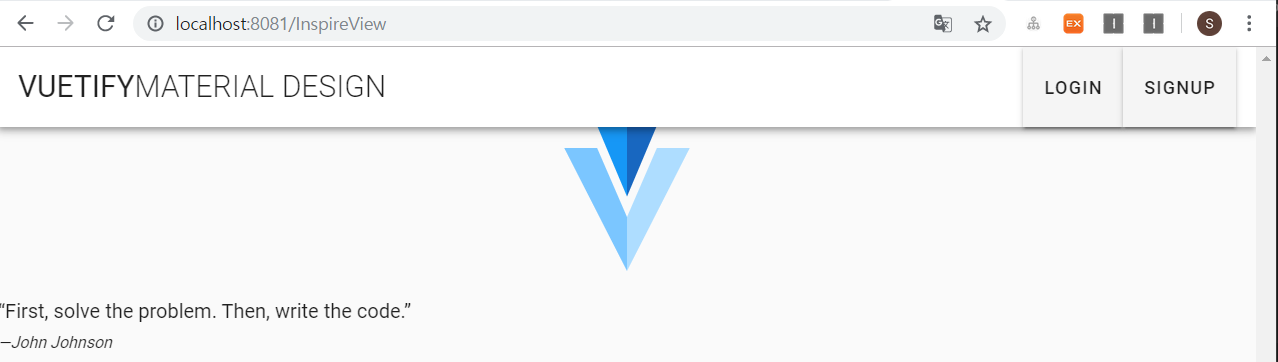 localhost:8081/InspireView
EX
I
I
S
VUETIFYMATERIAL DESIGN
LOGIN
SIGNUP
“First, solve the problem. Then, write the code.”
—John Johnson